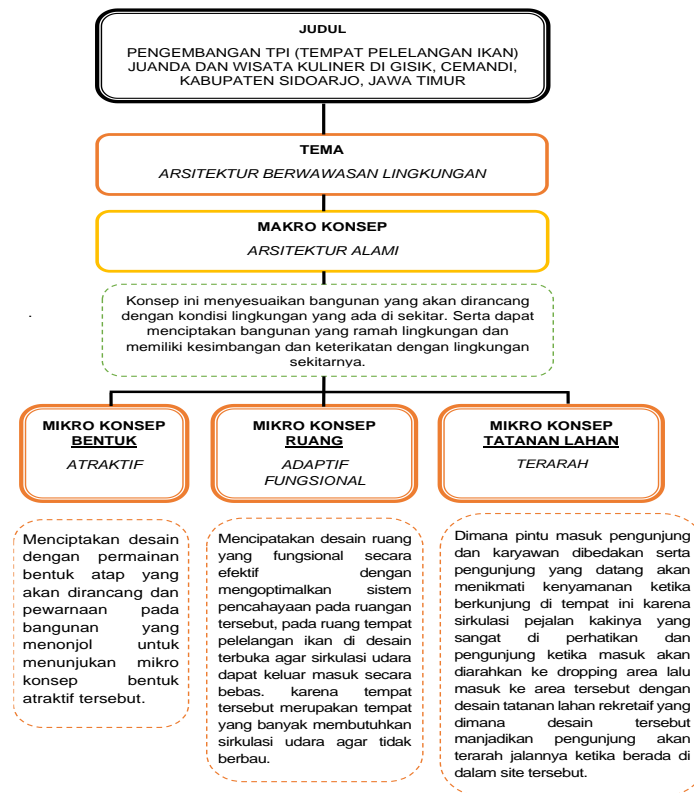 JUDUL
PENGEMBANGAN TPI (TEMPAT PELELANGAN IKAN)
JUANDA DAN WISATA KULINER DI GISIK, CEMANDI,
KABUPATEN SIDOARJO, JAWA TIMUR
TEMA
ARSITEKTUR BERWAWASAN LINGKUNGAN
MAKRO KONSEP
ARSITEKTUR ALAMI
Konsep ini menyesuaikan bangunan yang akan dirancang
dengan kondisi lingkungan yang ada di sekitar. Serta dapat
menciptakan bangunan yang ramah lingkungan dan
memiliki kesimbangan dan keterikatan dengan lingkungan
sekitarnya.
.
MIKRO KONSEP
BENTUK
ATRAKTIF
MIKRO KONSEP
RUANG
ADAPTIF
FUNGSIONAL
MIKRO KONSEP
TATANAN LAHAN
TERARAH
Menciptakan desain
dengan permainan
bentuk atap yang
akan dirancang dan
pewarnaan pada
bangunan yang
menonjol untuk
menunjukan mikro
konsep bentuk
atraktif tersebut.
Mencipatakan desain ruang
yang fungsional secara
efektif dengan
mengoptimalkan sistem
pencahayaan pada ruangan
tersebut, pada ruang tempat
pelelangan ikan di desain
terbuka agar sirkulasi udara
dapat keluar masuk secara
bebas. karena tempat
tersebut merupakan tempat
yang banyak membutuhkan
sirkulasi udara agar tidak
berbau.
Dimana pintu masuk pengunjung
dan karyawan dibedakan serta
pengunjung yang datang akan
menikmati kenyamanan ketika
berkunjung di tempat ini karena
sirkulasi pejalan kakinya yang
sangat di perhatikan dan
pengunjung ketika masuk akan
diarahkan ke dropping area lalu
masuk ke area tersebut dengan
desain tatanan lahan rekretaif yang
dimana desain tersebut
manjadikan pengunjung akan
terarah jalannya ketika berada di
dalam site tersebut.